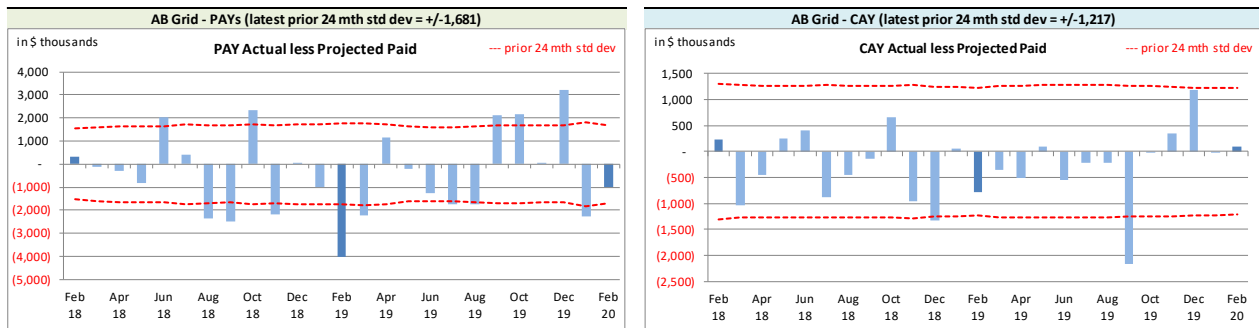 AB Grid - PAYs (latest prior 24 mth std dev = +/-1,681)
in $ thousands
PAY Actual less Projected Paid
--- prior 24 mth std dev
4,000
3,000
2,000
1,000
-
(1,000)
(2,000)
(3,000)
(4,000)
(5,000)
Feb Apr Jun Aug Oct Dec Feb Apr Jun Aug Oct Dec Feb
18 18 18 18 18 18 19 19 19 19 19 19 20
AB Grid - CAY (latest prior 24 mth std dev = +/-1,217)
in $ thousands
CAY Actual less Projected Paid
--- prior 24 mth std dev
1,500
1,000
500
-
(500)
(1,000)
(1,500)
(2,000)
(2,500)
Feb Apr Jun Aug Oct Dec Feb Apr Jun Aug Oct Dec Feb
18 18 18 18 18 18 19 19 19 19 19 19 20